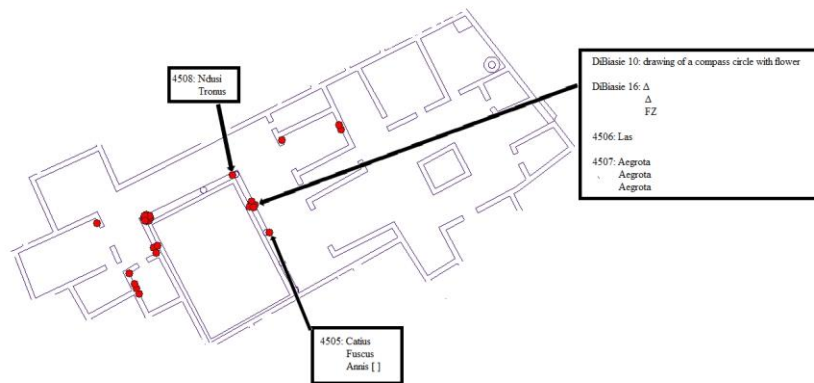 4508: Ndusi
Tronus
DiBiasie 10: drawing of a compass circle with flower
DiBiasie 16: Δ
Δ
FZ
4506: Las
4507: Aegrota
Aegrota
Aegrota
4505: Catius
Fuscus
Annis [ ]